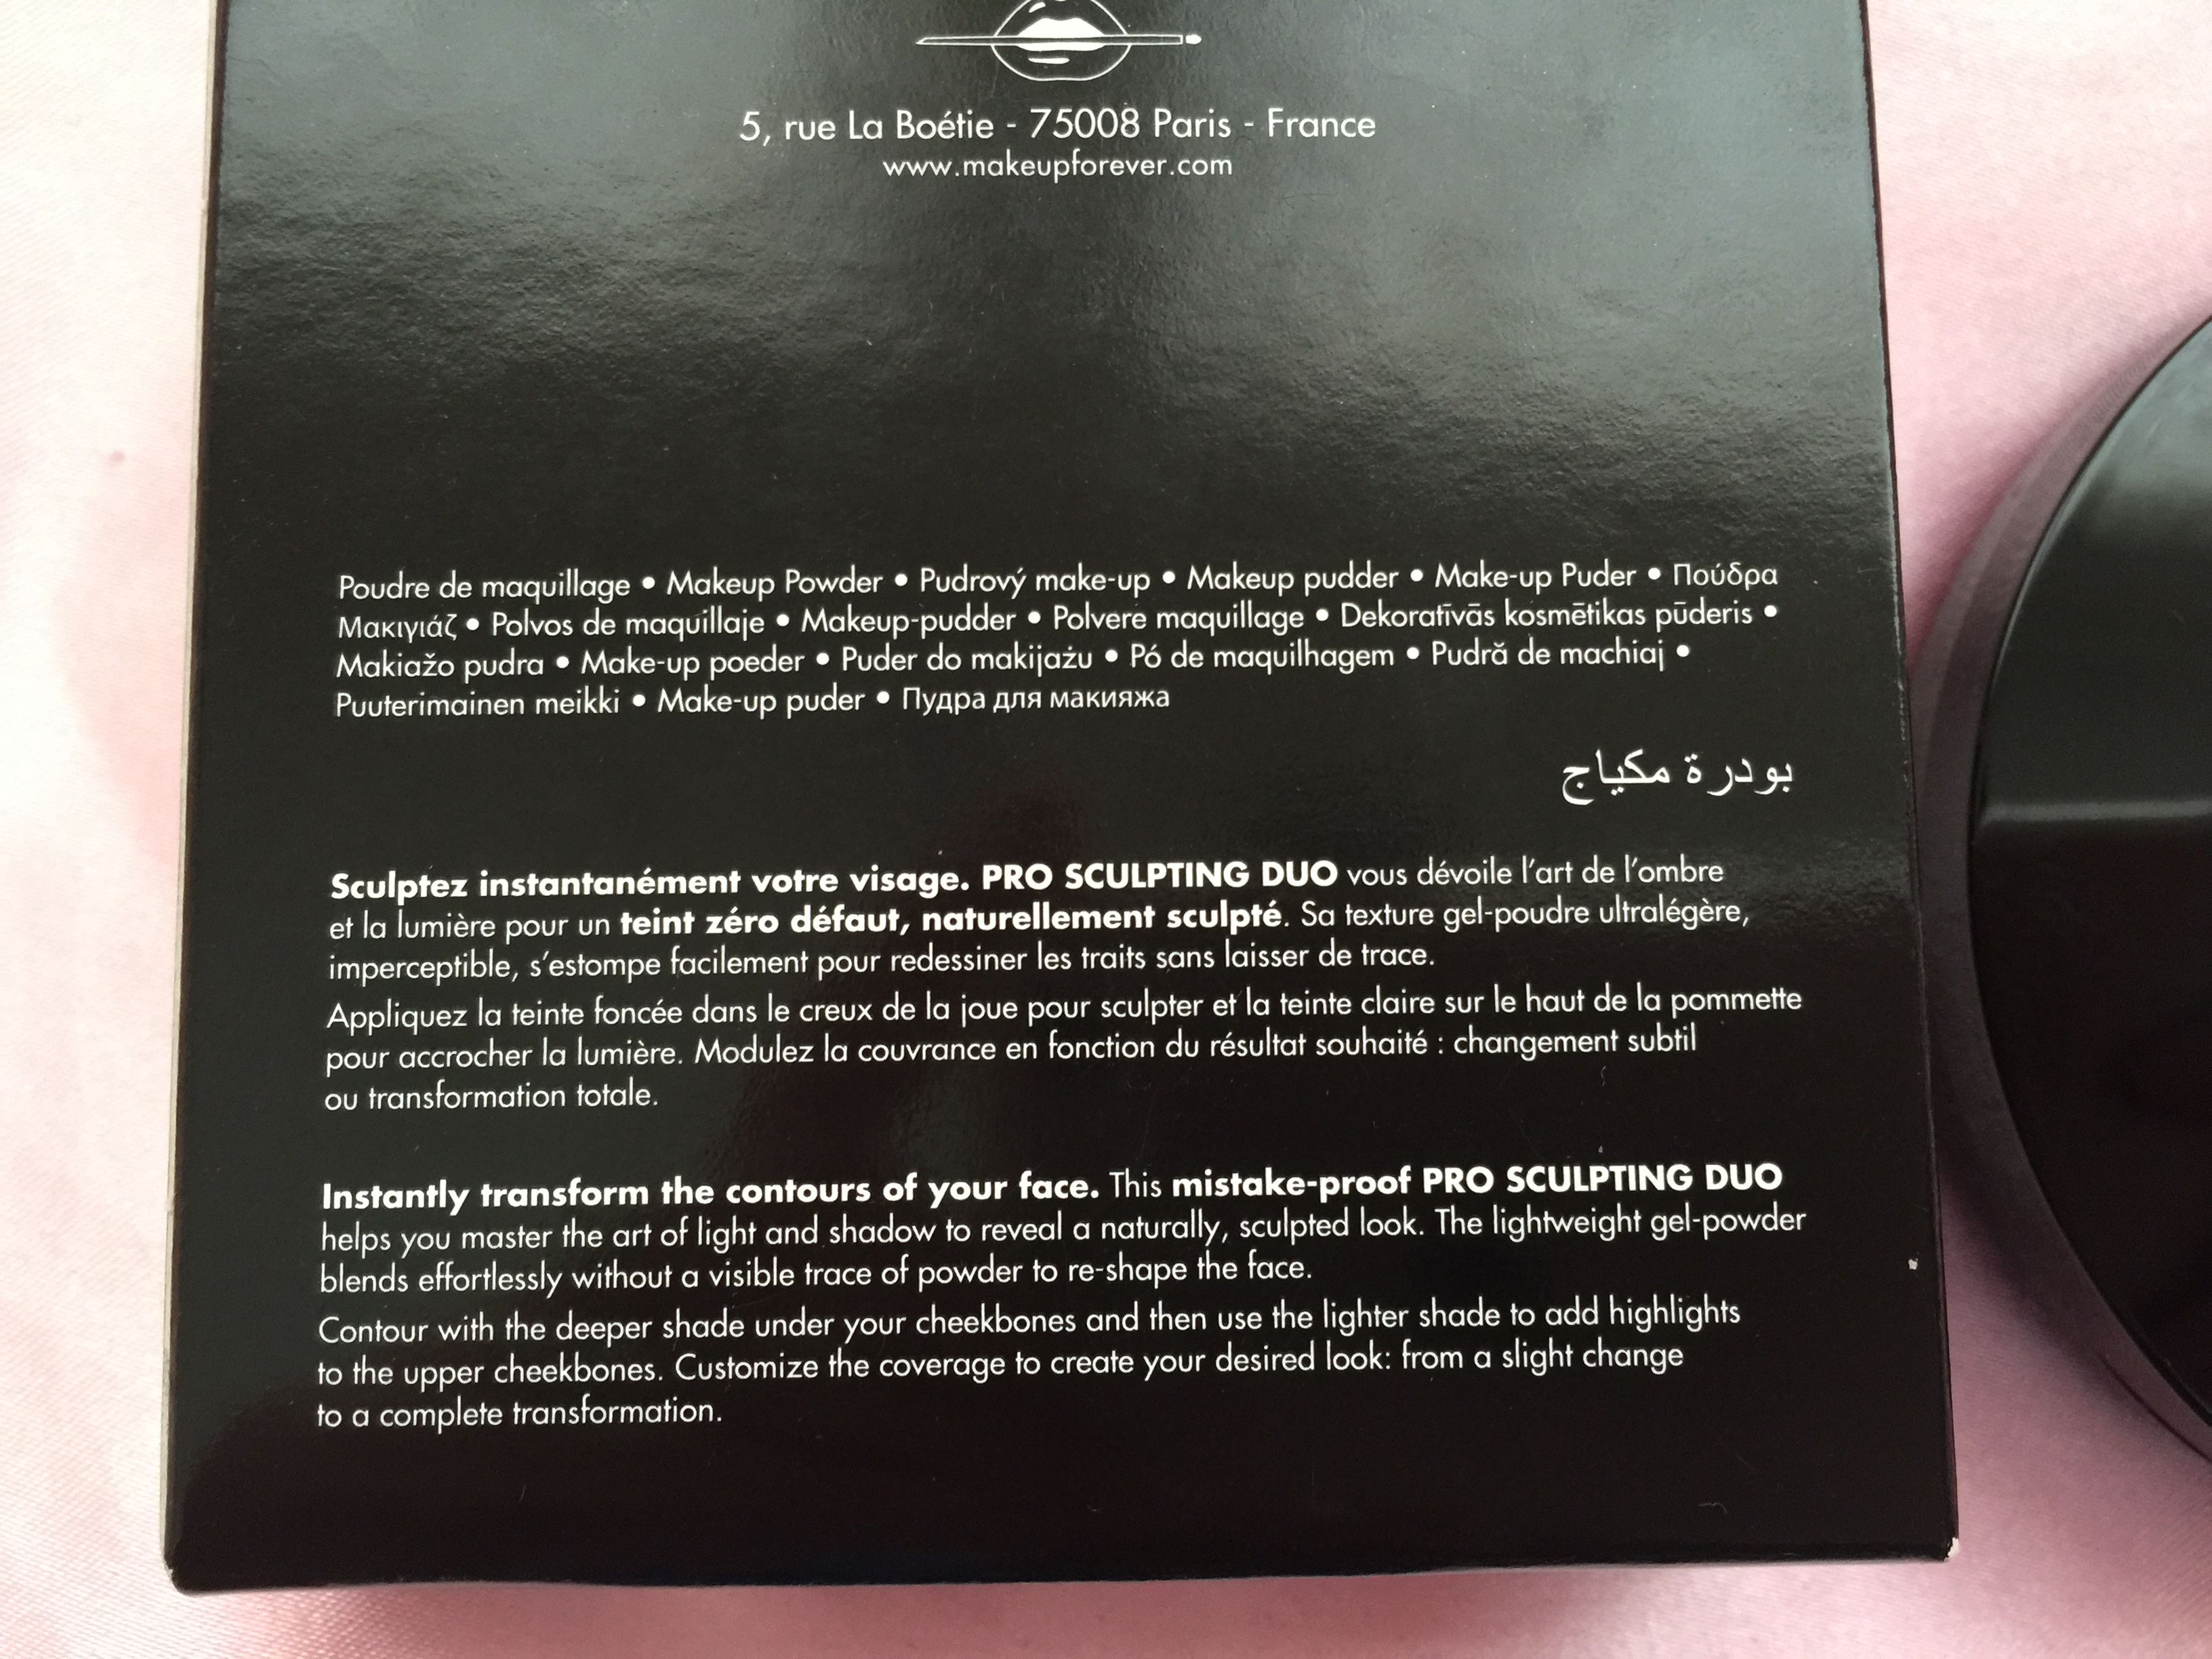 5, rue La Boétie - 75008 Paris - France
www.makeupforever.com
Poudre de maquillage • Makeup Powder • Pudrový make-up • Makeup pudder • Make-up Puder • Πούδρα
Μακιγιάζ • Polvos de maquillaje • Makeup-pudder • Polvere maquillage • Dekoratīvās kosmētikas pūderis •
Makiažo pudra • Make-up poeder • Puder do makijażu • Pó de maquilhagem • Pudră de machiaj •
Puuterimainen meikki • Make-up puder • Пудра для макияжа
بودرة مكياج
Sculptez instantanément votre visage. PRO SCULPTING DUO vous dévoile l'art de l'ombre
et la lumière pour un teint zéro défaut, naturellement sculpté. Sa texture gel-poudre ultralégère,
imperceptible, s'estompe facilement pour redessiner les traits sans laisser de trace.
Appliquez la teinte foncée dans le creux de la joue pour sculpter et la teinte claire sur le haut de la pommette
pour accrocher la lumière. Modulez la couvrance en fonction du résultat souhaité : changement subtil
ou transformation totale.
Instantly transform the contours of your face. This mistake-proof PRO SCULPTING DUO
helps you master the art of light and shadow to reveal a naturally, sculpted look. The lightweight gel-powder
blends effortlessly without a visible trace of powder to re-shape the face.
Contour with the deeper shade under your cheekbones and then use the lighter shade to add highlights
to the upper cheekbones. Customize the coverage to create your desired look: from a slight change
to a complete transformation.